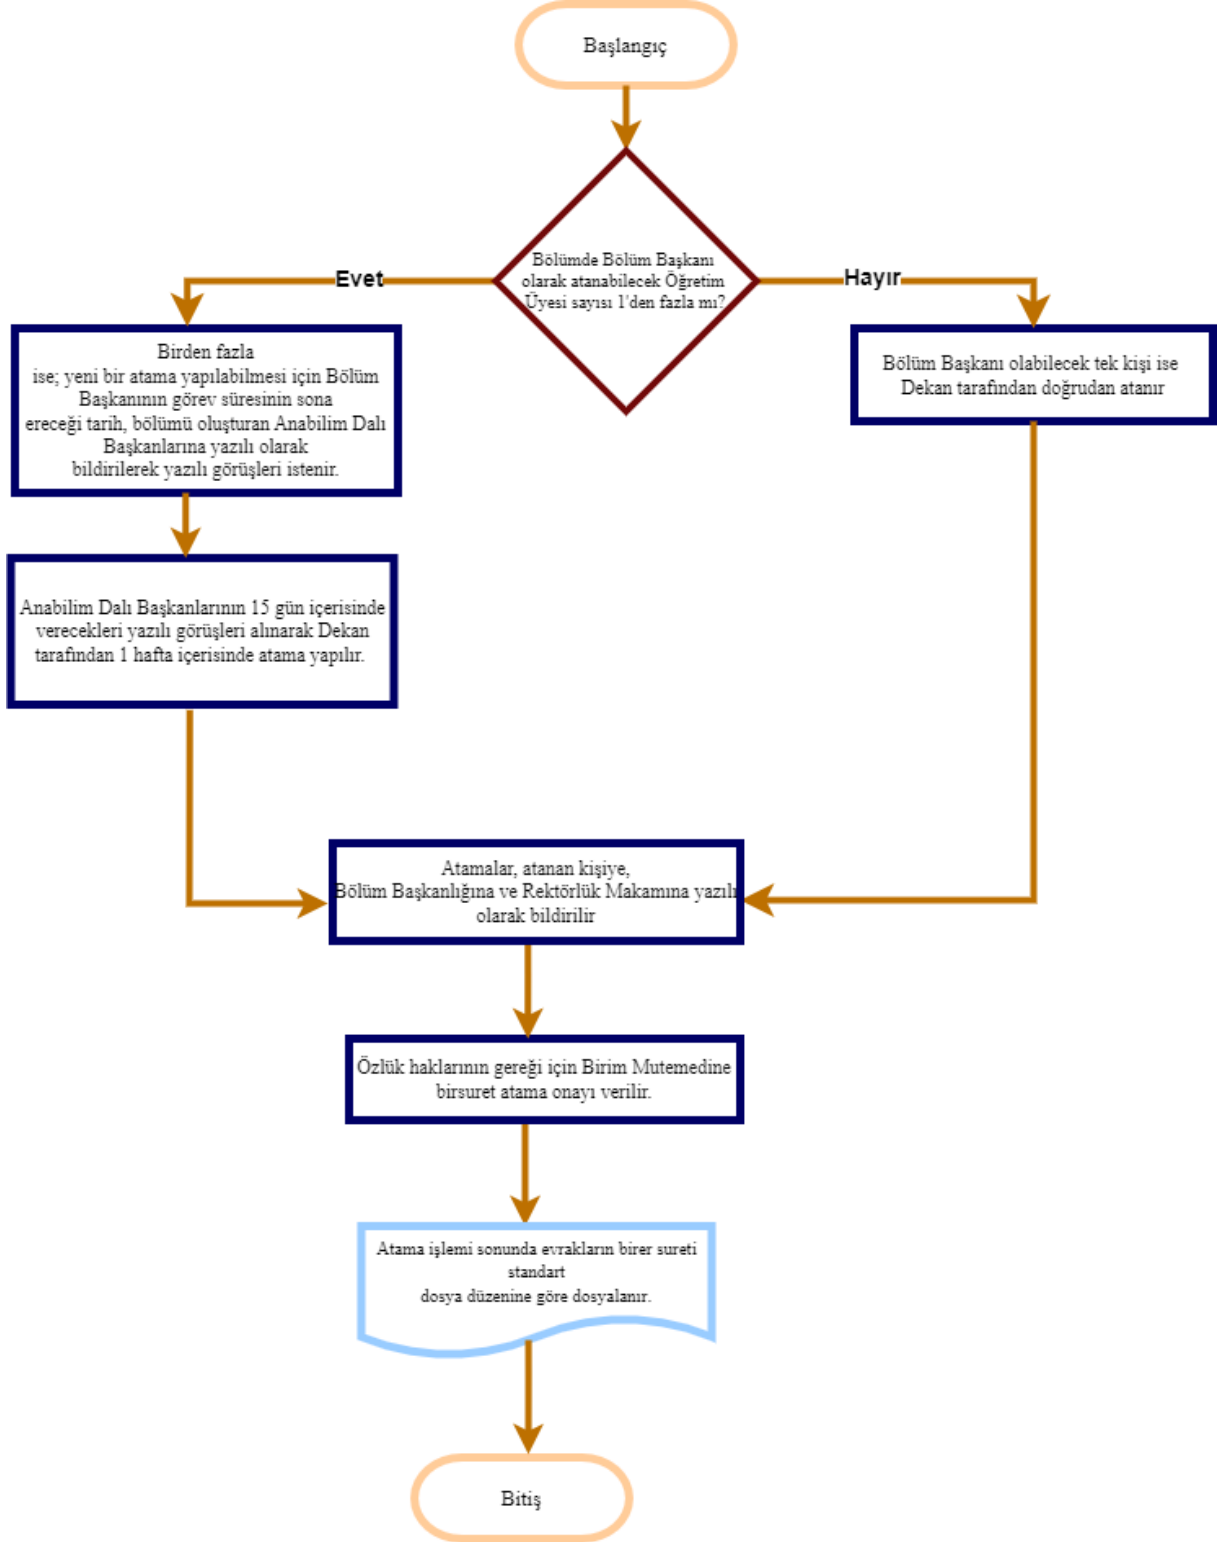 Başlangıç
Bölümde Bölüm Başkanı
olarak atanabilecek Öğretim
Üyesi sayısı 1'den fazla mı?
Evet
Hayır
Birden fazla
ise; yeni bir atama yapılabilmesi için Bölüm
Başkanının görev süresinin sona
ereceği tarih, bölümü oluşturan Anabilim Dalı
Başkanlarına yazılı olarak
bildirilerek yazılı görüşleri istenir.
Bölüm Başkanı olabilecek tek kişi ise
Dekan tarafından doğrudan atanır
Anabilim Dalı Başkanlarının 15 gün içerisinde
verecekleri yazılı görüşleri alınarak Dekan
tarafından 1 hafta içerisinde atama yapılır.
Atamalar, atanan kişiye,
Bölüm Başkanlığına ve Rektörlük Makamına yazılı
olarak bildirilir
Özlük haklarının gereği için Birim Mutemedine
birsuret atama onayı verilir.
Atama işlemi sonunda evrakların birer sureti
standart
dosya düzenine göre dosyalanır.
Bitiş